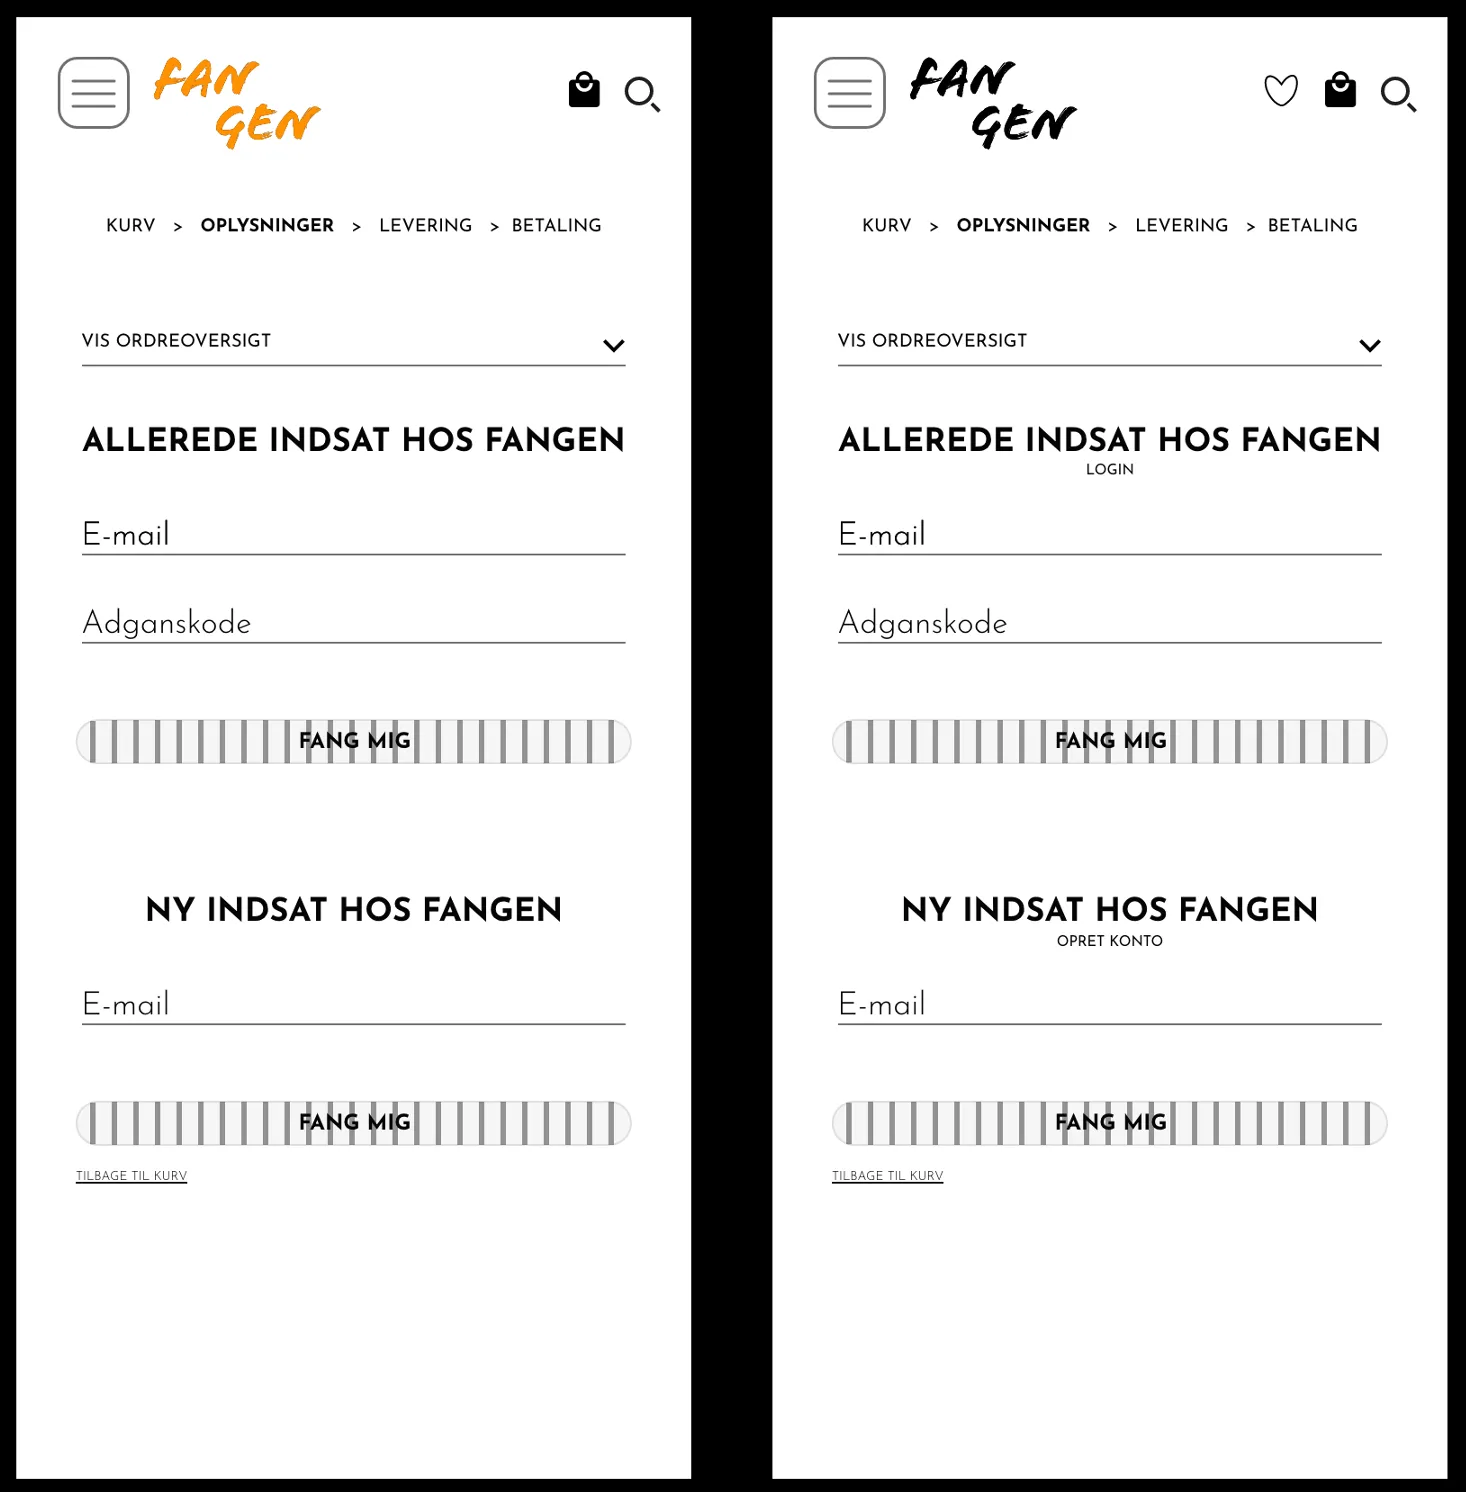 FAN
GEN
KURV > OPLYSNINGER > LEVERING > BETALING
VIS ORDREOVERSIGT
ALLEREDE INDSAT HOS FANGEN
E-mail
Adganskode
FANG MIG
NY INDSAT HOS FANGEN
E-mail
FANG MIG
TILBAGE TIL KURV
FAN
GEN
KURV > OPLYSNINGER > LEVERING > BETALING
VIS ORDREOVERSIGT
ALLEREDE INDSAT HOS FANGEN
LOGIN
E-mail
Adganskode
FANG MIG
NY INDSAT HOS FANGEN
OPRET KONTO
E-mail
FANG MIG
TILBAGE TIL KURV